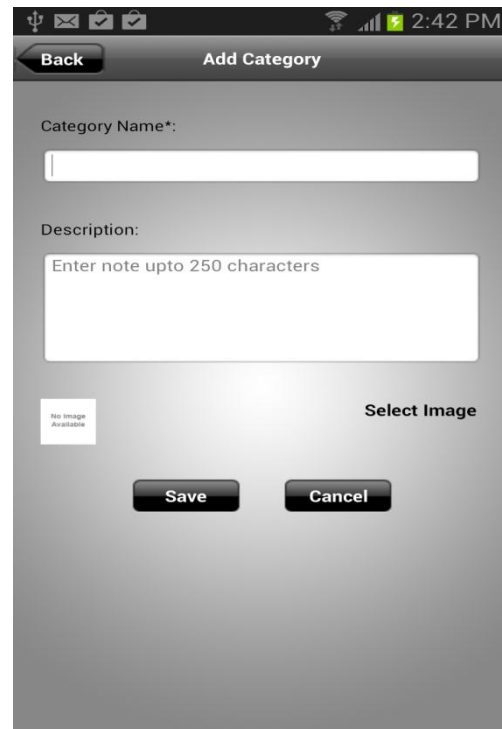 2:42 PM
Back
Add Category
Category Name*:
Description:
Enter note upto 250 characters
No Image
Available
Select Image
Save
Cancel